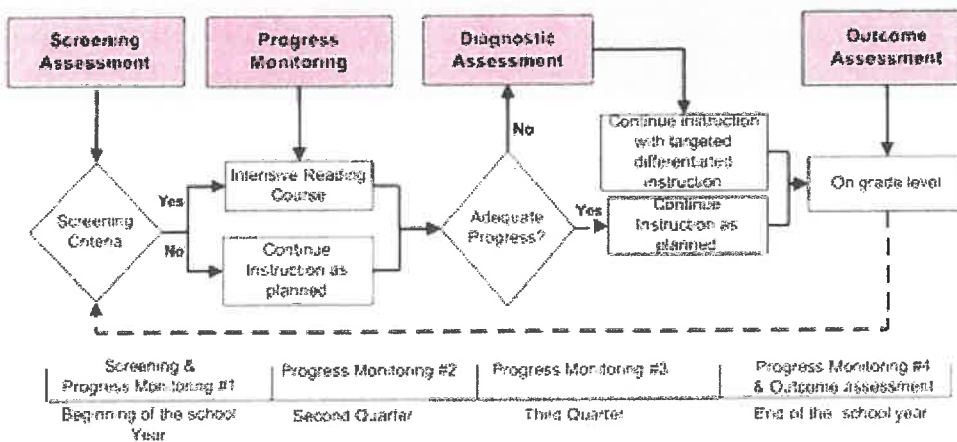 Screening
Assessment
Progress
Monitoring
Diagnostic
Assessment
Outcome
Assessment
Screening
Criteria
Yes
No
Intensive Reading
Course
Continue
Instruction as
planned
Adequate
Progress?
No
Yes
Continue instruction
with targeted
differentiated
instruction
Continue
Instruction as
planned
On grade level
Screening &
Progress Monitoring #1
Progress Monitoring #2
Progress Monitoring #3
Progress Monitoring #4
& Outcome assessment
Beginning of the school
Year
Second Quarter
Third Quarter
End of the school year